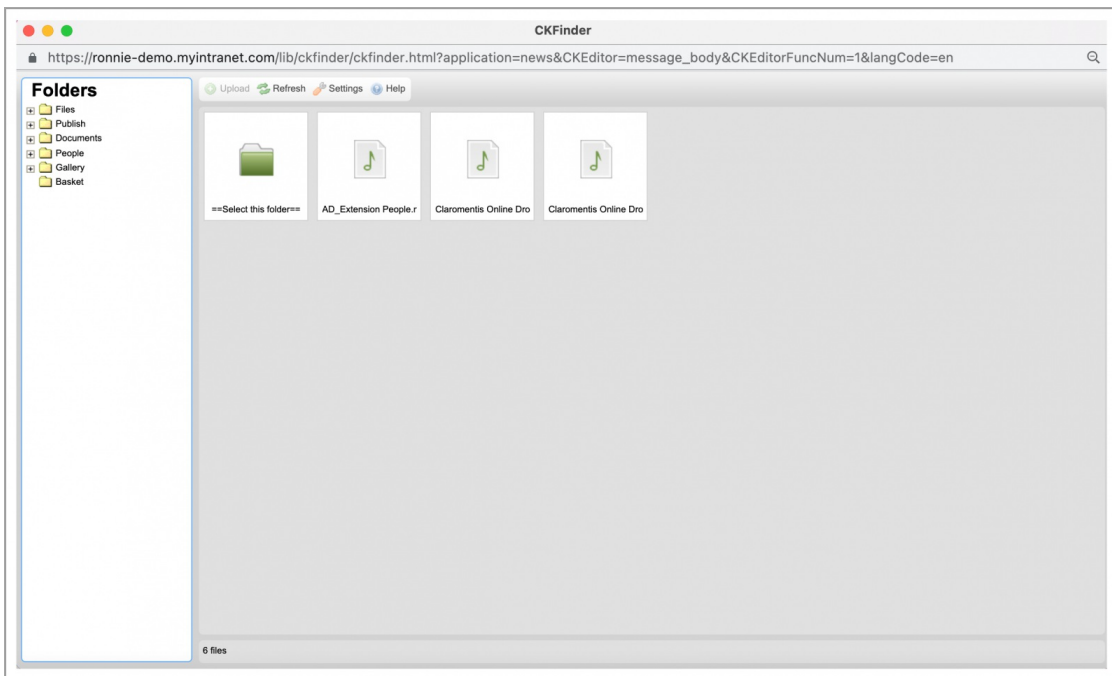 CKFinder
https://ronnie-demo.myintranet.com/lib/ckfinder/ckfinder.html?application=news&CKEditor=message_body&CKEditorFuncNum=1&langCode=en
Folders
Files
Publish
Documents
People
Gallery
Basket
Upload Refresh Settings Help
==Select this folder== AD_Extension People.r Claromentis Online Dro Claromentis Online Dro
6 files